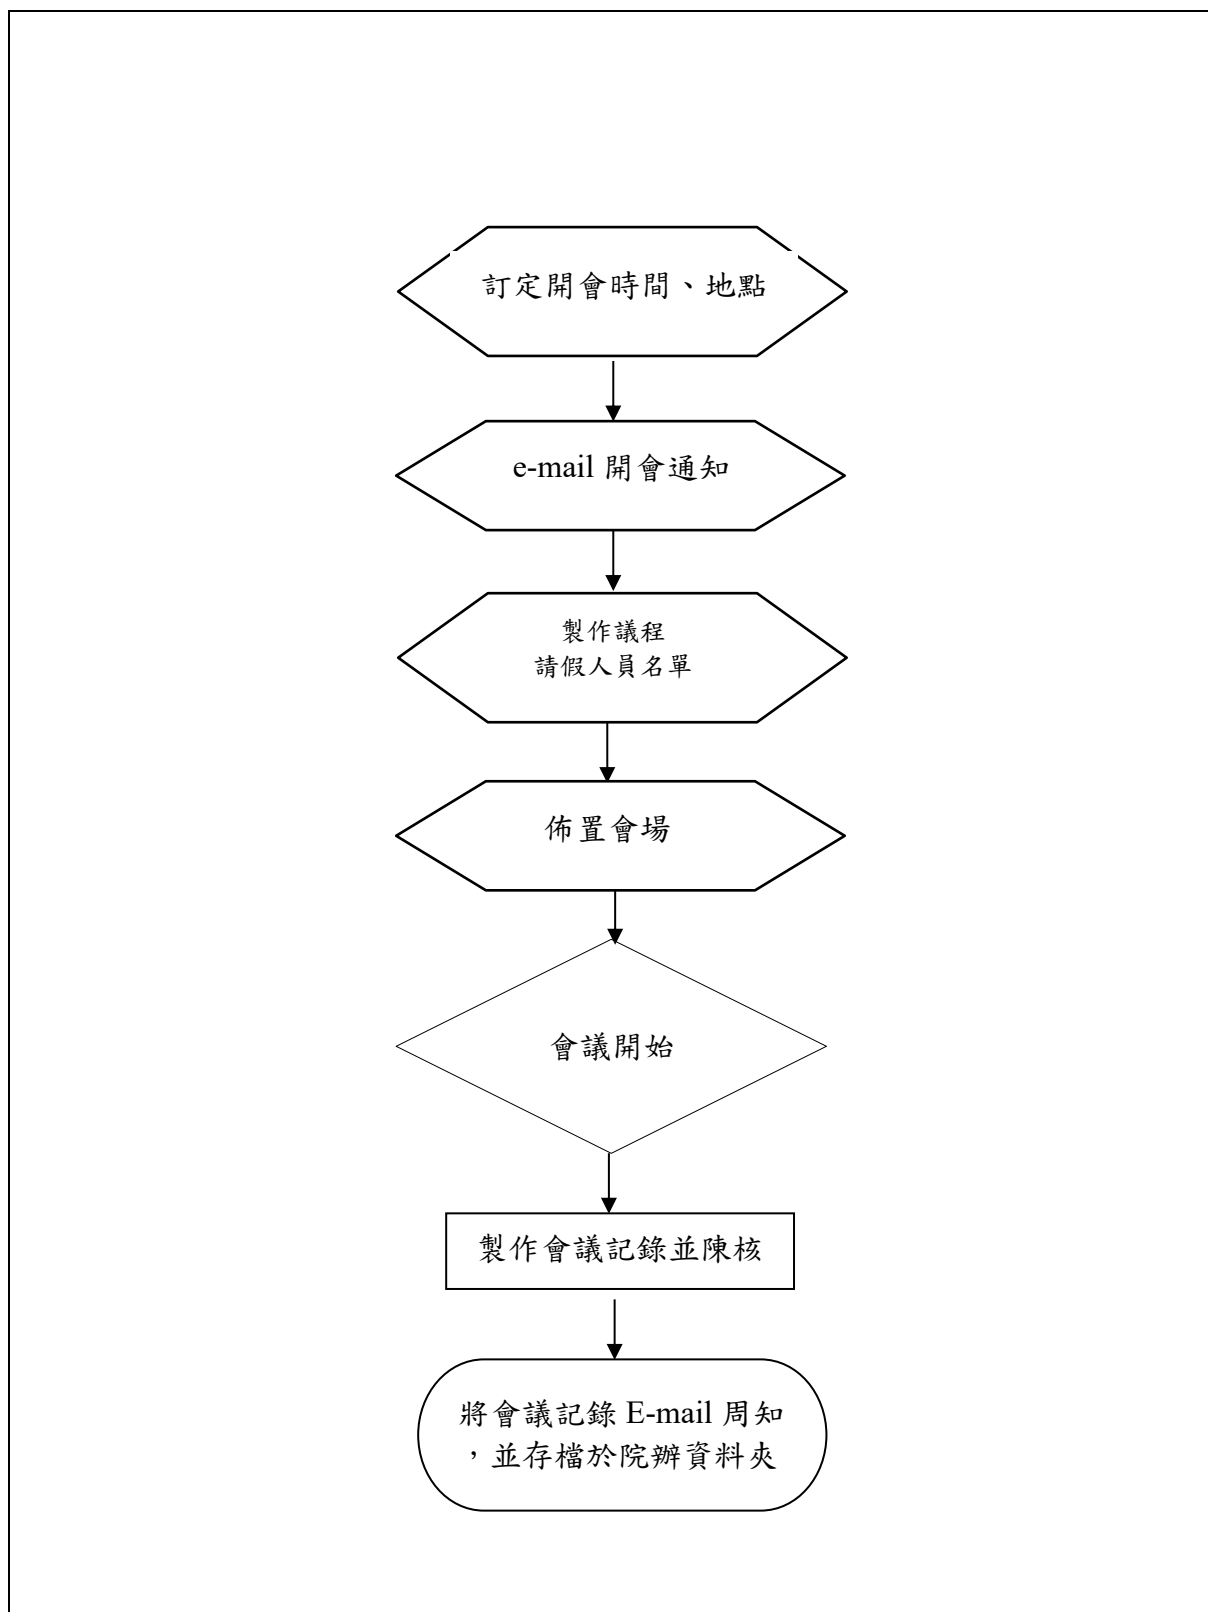 訂定開會時間、地點
e-mail 開會通知
製作議程
請假人員名單
佈置會場
會議開始
製作會議記錄並陳核
將會議記錄 E-mail 周知
，並存檔於院辦資料夾